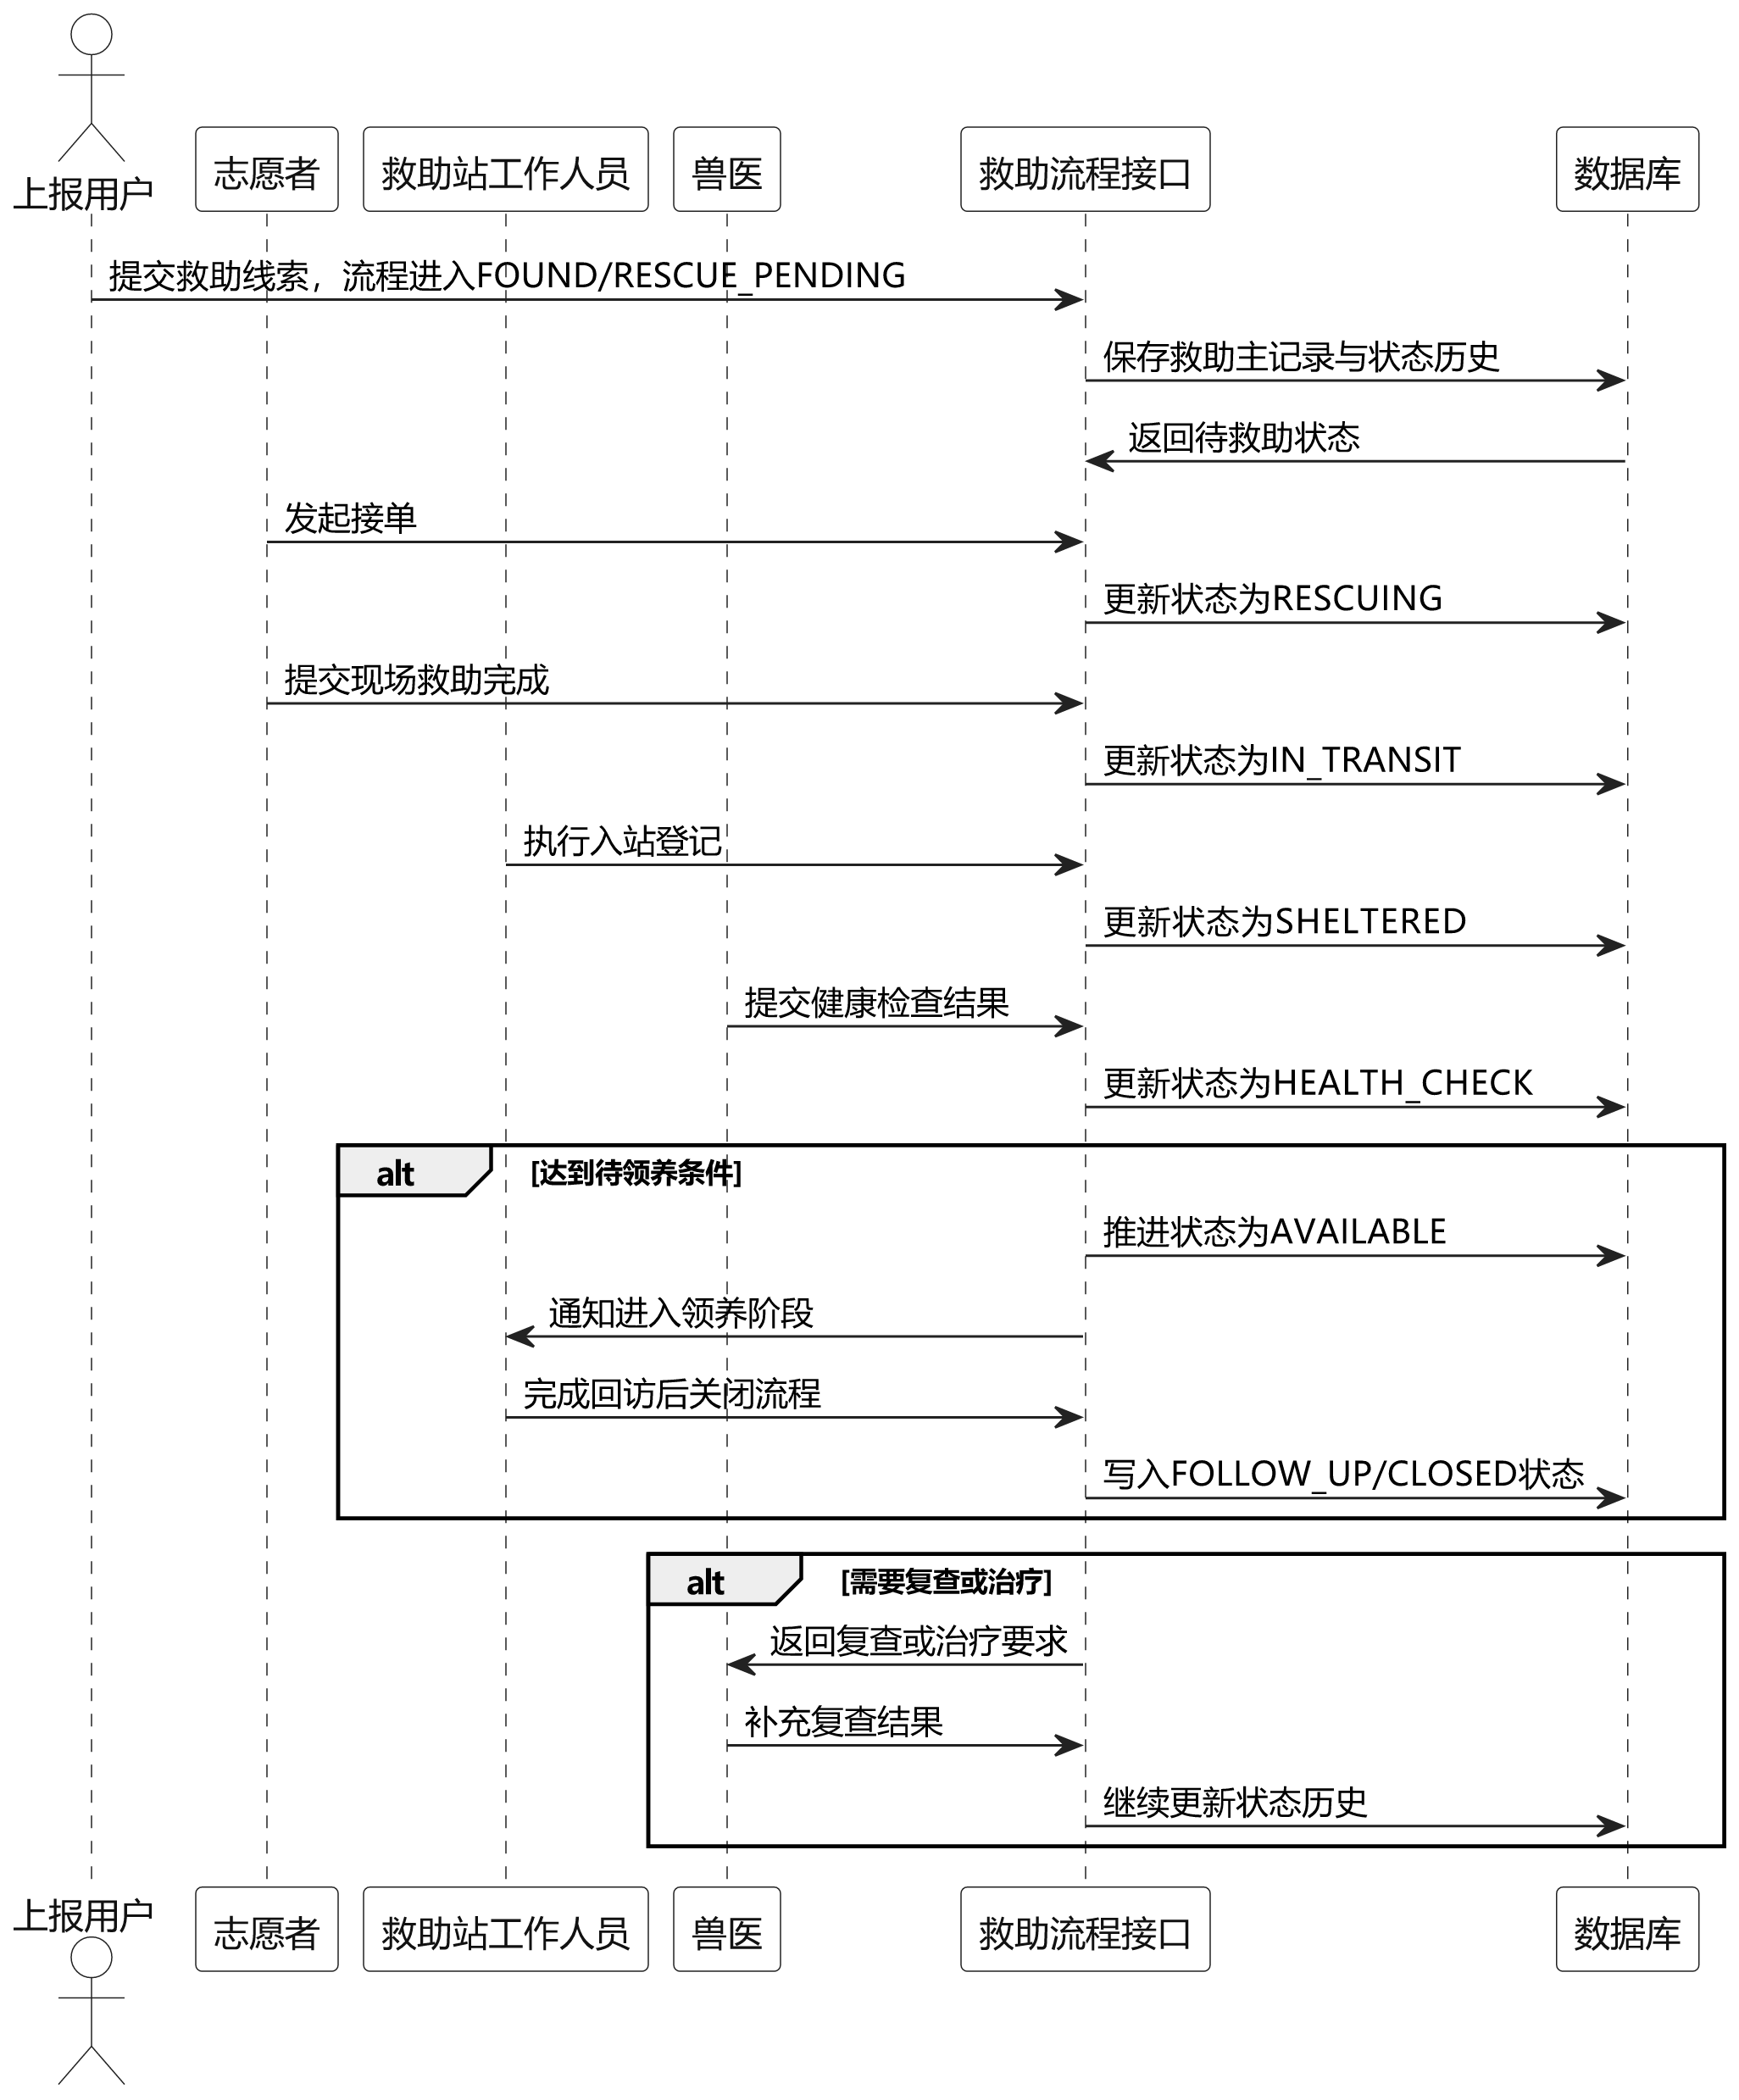 上报用户
志愿者
救助站工作人员
兽医
救助流程接口
数据库
提交救助线索，流程进入FOUND/RESCUE_PENDING
保存救助主记录与状态历史
返回待救助状态
发起接单
更新状态为RESCUING
提交现场救助完成
更新状态为IN_TRANSIT
执行入站登记
更新状态为SHELTERED
提交健康检查结果
更新状态为HEALTH_CHECK
alt [达到待领养条件]
推进状态为AVAILABLE
通知进入领养阶段
完成回访后关闭流程
写入FOLLOW_UP/CLOSED状态
alt [需要复查或治疗]
返回复查或治疗要求
补充复查结果
继续更新状态历史
上报用户
志愿者
救助站工作人员
兽医
救助流程接口
数据库